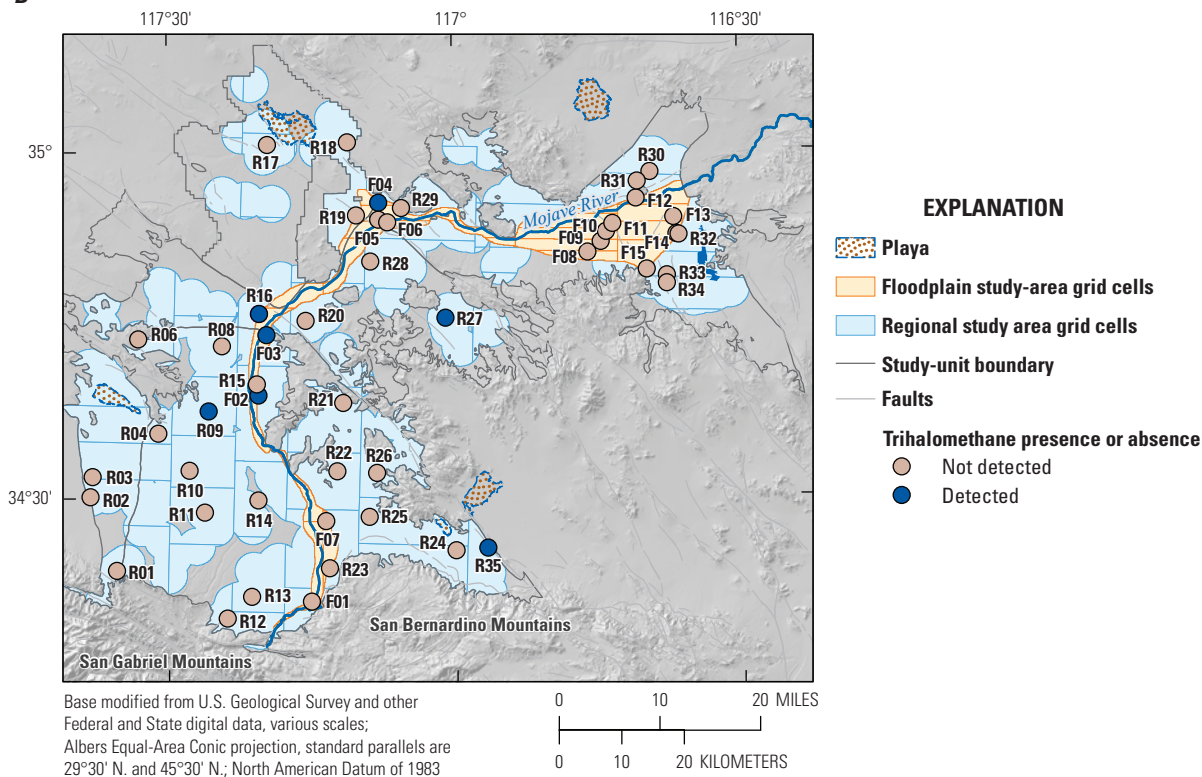 117°30'
117°
116°30'
35°
34°30'
R17
R18
R30
R31
F04
R29
R19
F05
F06
Mojave River
F12
F13
F10
F11
F09
F08
F14
R32
F15
R33
R34
R28
R16
R20
R27
R06
R08
F03
R15
F02
R21
R09
R04
R22
R26
R03
R02
R10
R11
R14
R25
F07
R24
R35
R23
R01
R13
F01
R12
San Bernardino Mountains
San Gabriel Mountains
EXPLANATION
Playa
Floodplain study-area grid cells
Regional study area grid cells
Study-unit boundary
Faults
Trihalomethane presence or absence
Not detected
Detected
Base modified from U.S. Geological Survey and other
Federal and State digital data, various scales;
Albers Equal-Area Conic projection, standard parallels are
29°30' N. and 45°30' N.; North American Datum of 1983
0 10 20 MILES
0 10 20 KILOMETERS